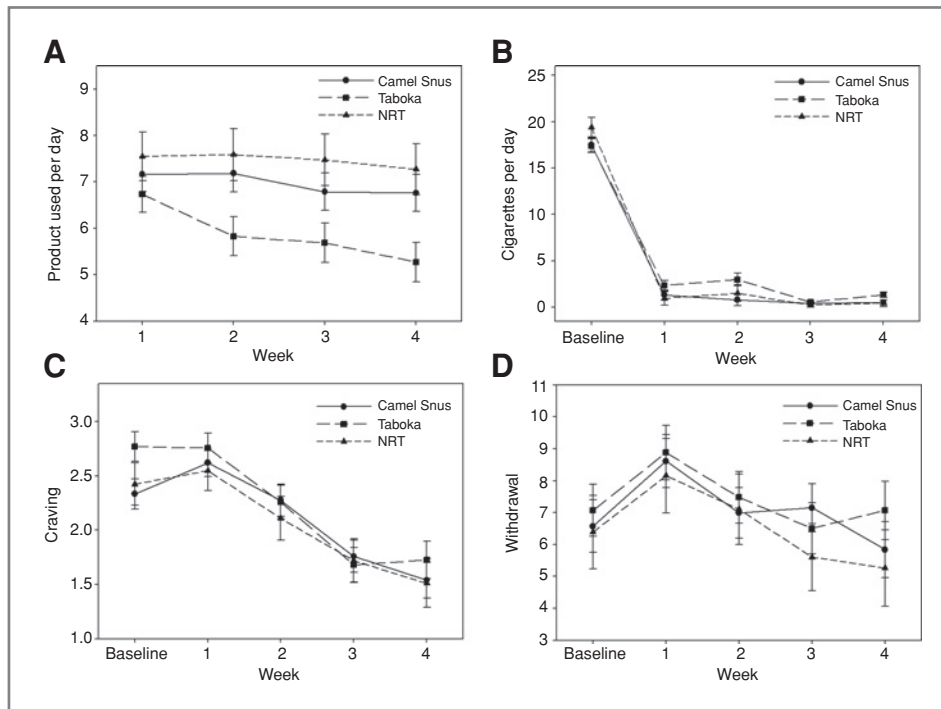 A
Product used per day
9
8
7
6
5
4
1 2 3 4
Week
Camel Snus
Taboka
NRT
B
Cigarettes per day
25
20
15
10
5
0
Baseline 1 2 3 4
Week
Camel Snus
Taboka
NRT
C
Craving
3.0
2.5
2.0
1.5
1.0
Baseline 1 2 3 4
Week
Camel Snus
Taboka
NRT
D
Withdrawal
11
10
9
8
7
6
5
4
3
Baseline 1 2 3 4
Week
Camel Snus
Taboka
NRT